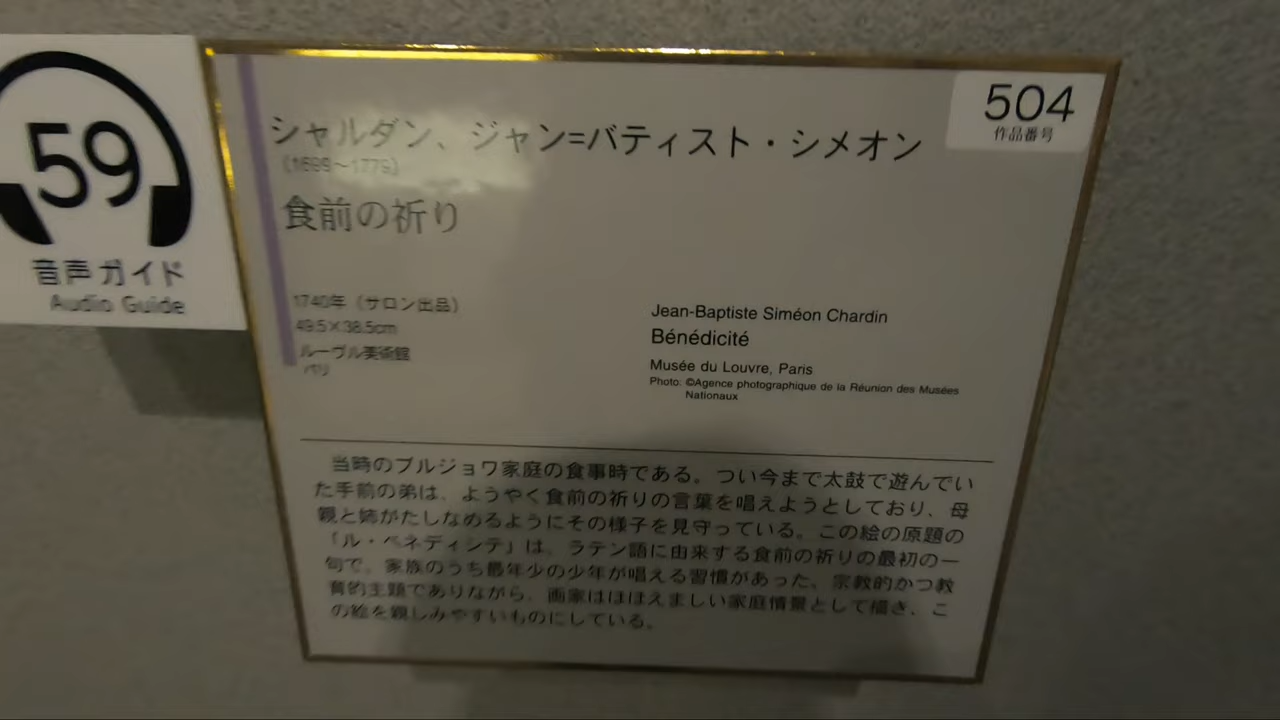 59
音声ガイド
Audio Guide
504
作品番号
シャルダン、ジャン=バティスト・シメオン
(1699〜1779)
食前の祈り
1740年（サロン出品）
49.5×38.5cm
ルーヴル美術館
パリ
Jean-Baptiste Siméon Chardin
Bénédicité
Musée du Louvre, Paris
Photo: ©Agence photographique de la Réunion des Musées
Nationaux
当時のブルジョワ家庭の食事時である。つい今まで太鼓で遊んでい
た手前の弟は、ようやく食前の祈りの言葉を唱えようとしており、母
親と姉がたしなめるようにその様子を見守っている。この絵の原題の
「ル・ベネディシテ」は、ラテン語に由来する食前の祈りの最初の一
句で、家族のうち最年少の少年が唱える習慣があった。宗教的かつ教
育的主題でありながら、画家はほほえましい家庭情景として描き、こ
の絵を親しみやすいものにしている。